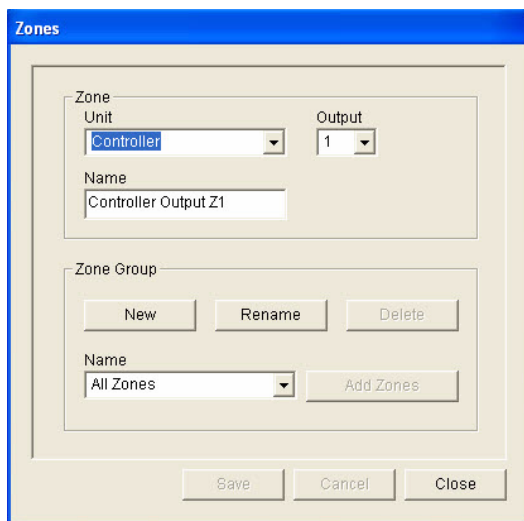 Zones
Zone
Unit
Output
Controller
1
Name
Controller Output Z1
Zone Group
New
Rename
Delete
Name
All Zones
Add Zones
Save
Cancel
Close